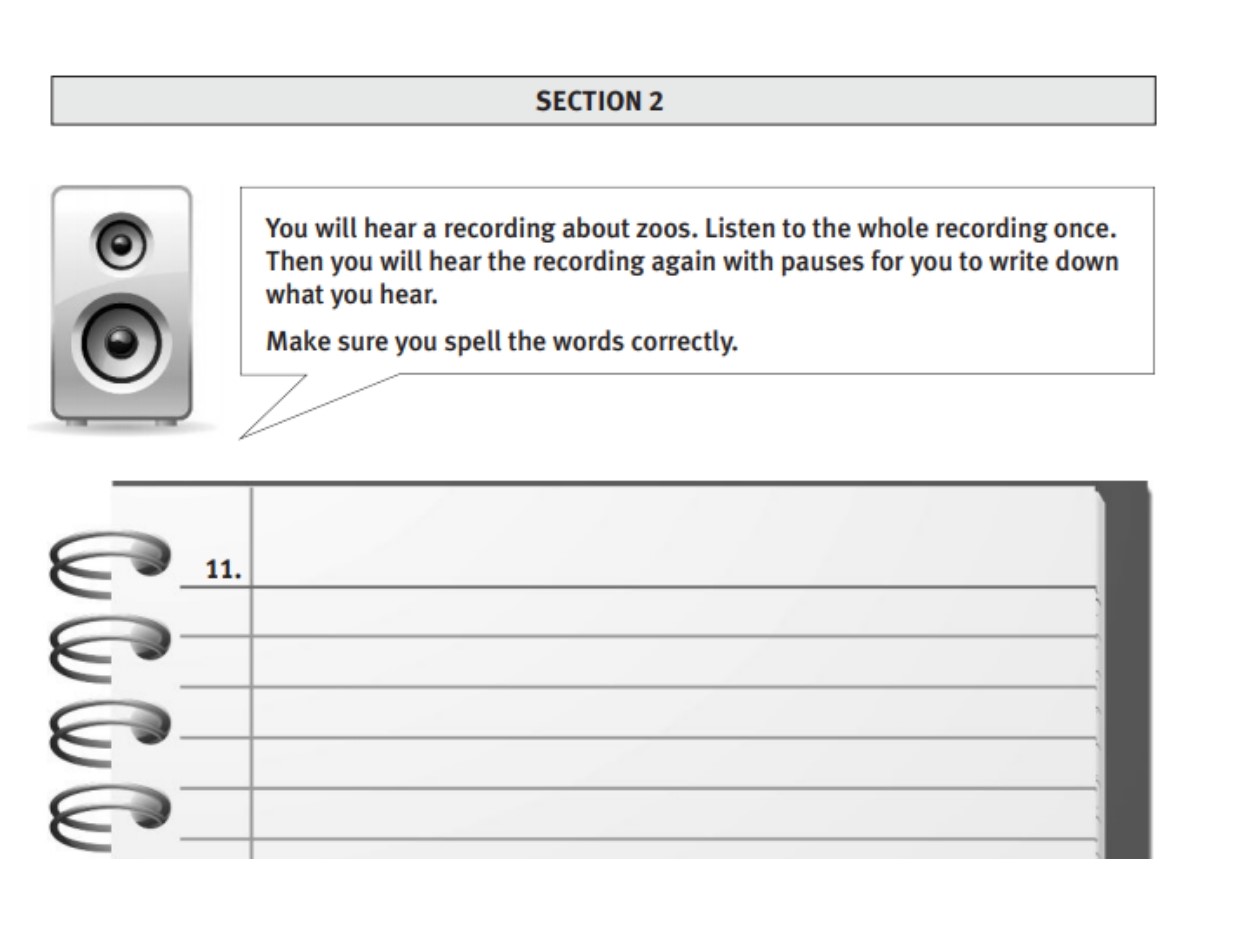 SECTION 2
You will hear a recording about zoos. Listen to the whole recording once.
Then you will hear the recording again with pauses for you to write down
what you hear.
Make sure you spell the words correctly.
11.